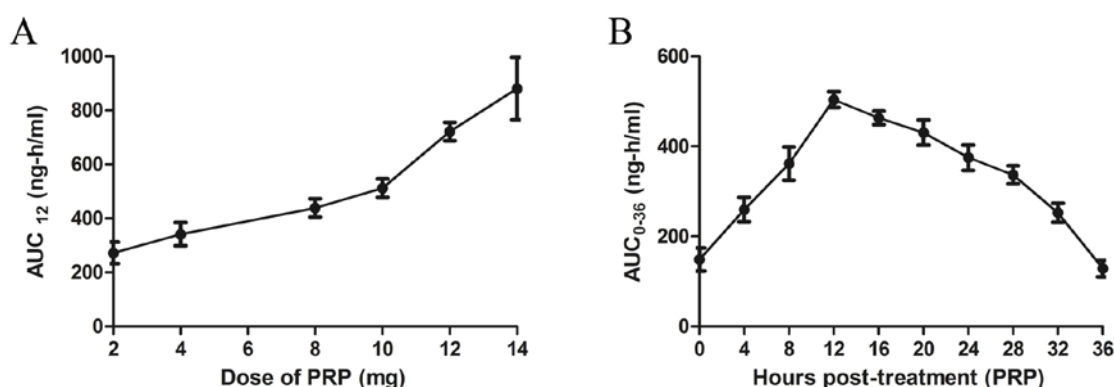 A
AUC 12 (ng-h/ml)
1000
800
600
400
200
0
2 4 6 8 10 12 14
Dose of PRP (mg)
B
AUC0-36 (ng-h/ml)
600
400
200
0
0 4 8 12 16 20 24 28 32 36
Hours post-treatment (PRP)